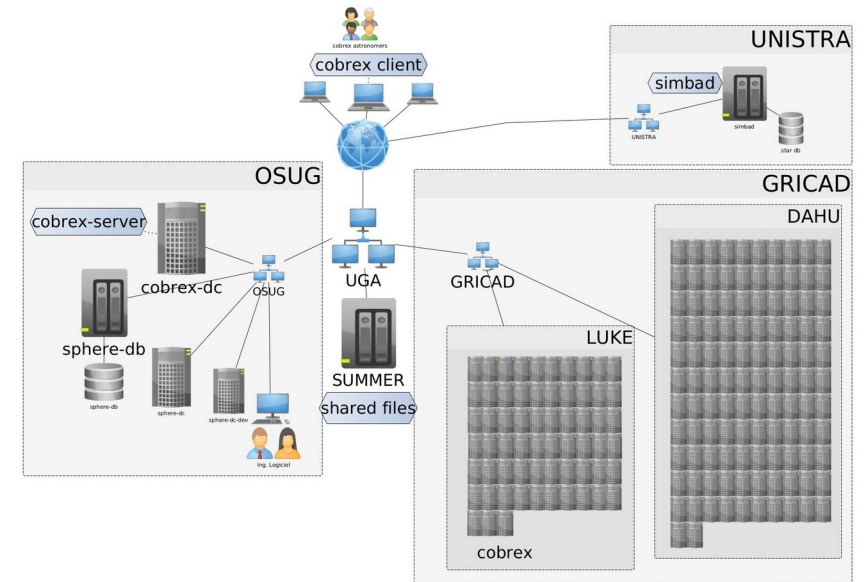 cobrex astronomers
cobrex client
UNISTRA
simbad
UNISTRA
simbad
star db
OSUG
cobrex-server
cobrex-dc
OSUG
sphere-db
sphere-db
sphere-dc
sphere-dc-dev
Ing. Logiciel
UGA
SUMMER
shared files
GRICAD
GRICAD
DAHU
LUKE
cobrex